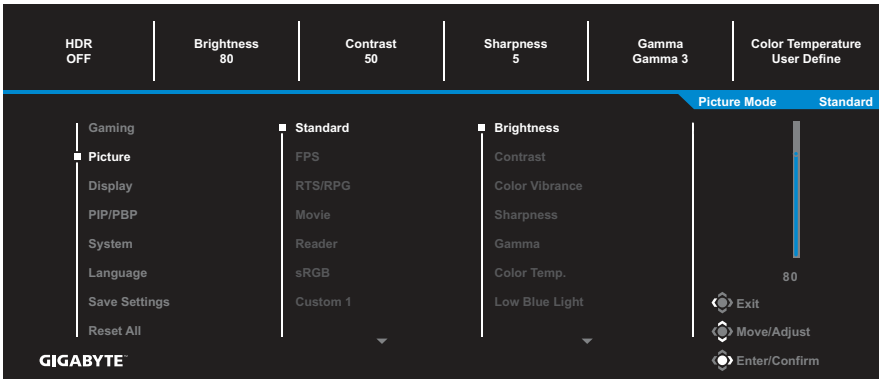 HDR Brightness Contrast Sharpness Gamma Color Temperature
OFF 80 50 5 Gamma 3 User Define
Picture Mode Standard
Gaming Standard Brightness
Picture FPS Contrast
Display RTS/RPG Color Vibrance
PIP/PBP Movie Sharpness
System Reader Gamma
Language sRGB Color Temp.
80
Save Settings Custom 1 Low Blue Light Exit
Reset All Move/Adjust
GIGABYTE™ Enter/Confirm